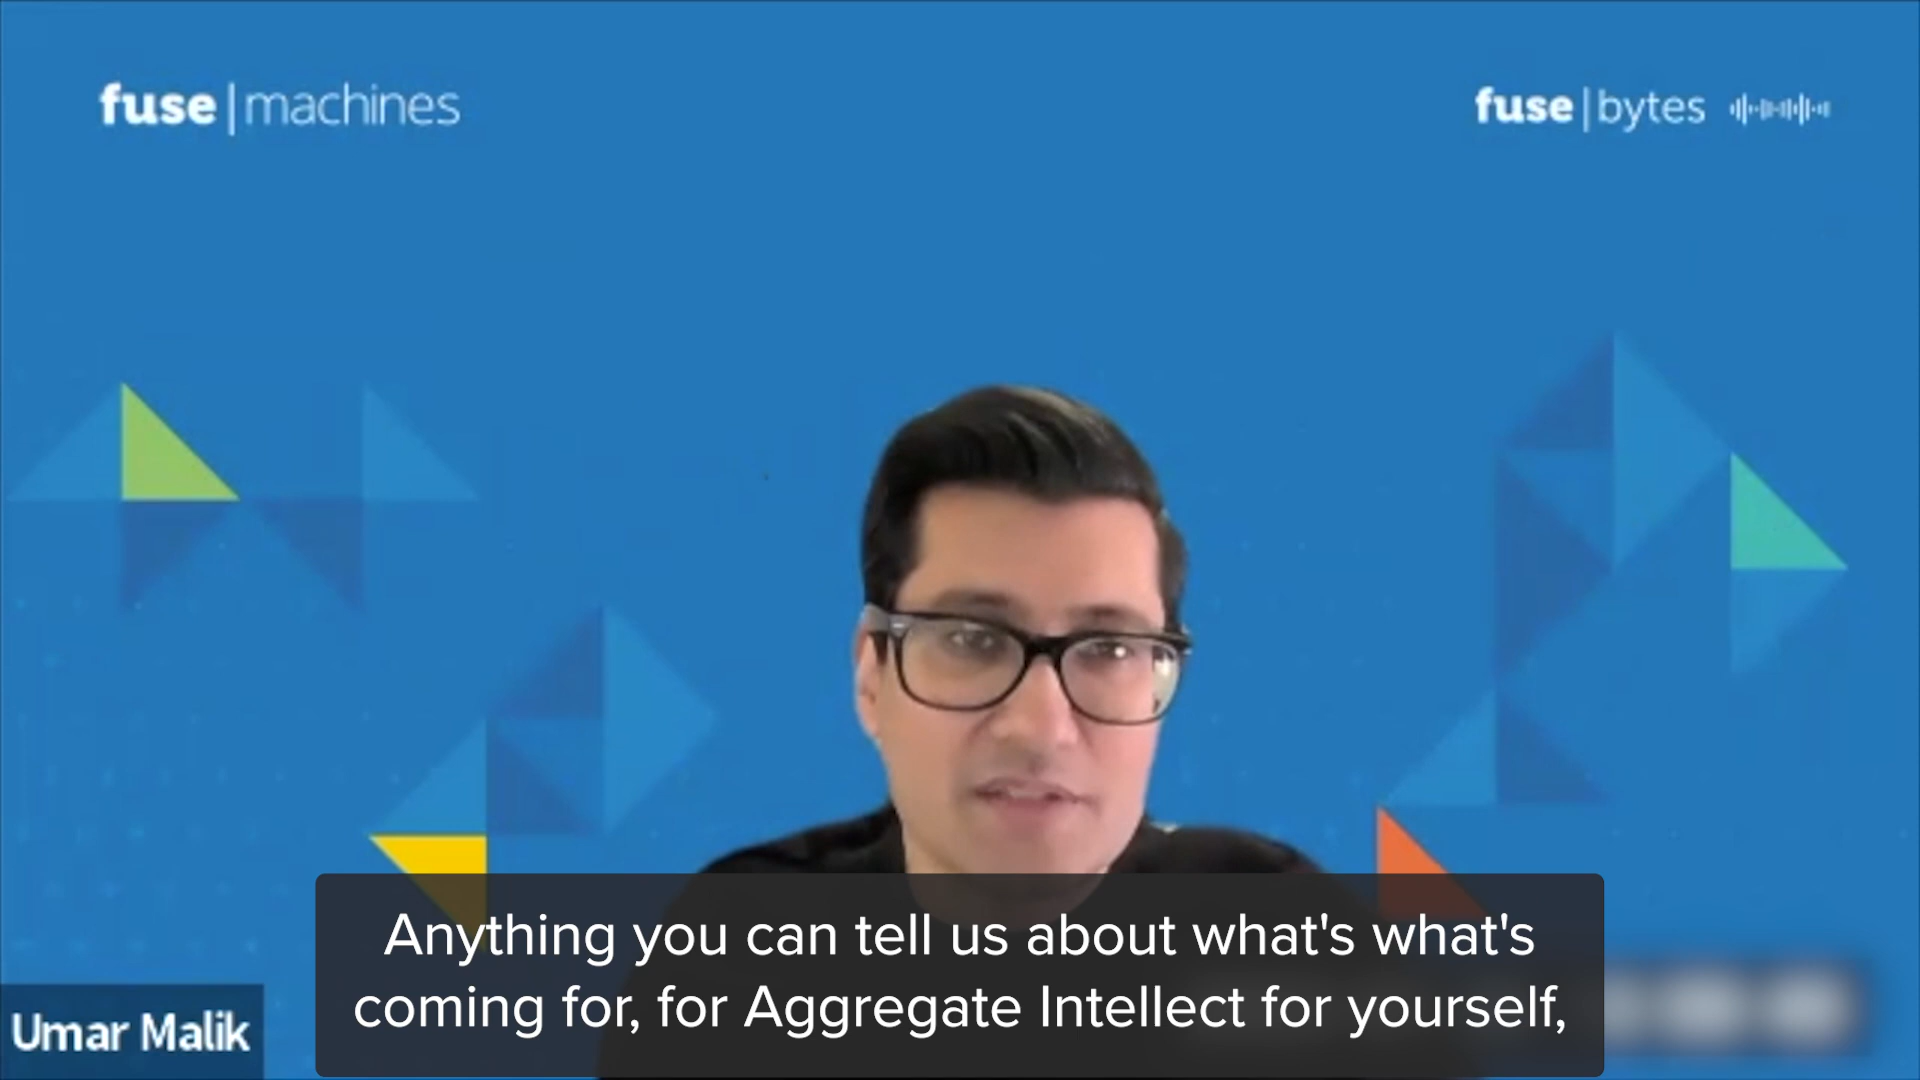 fuse|machines
fuse|bytes
Anything you can tell us about what's what's
coming for, for Aggregate Intellect for yourself,
Umar Malik